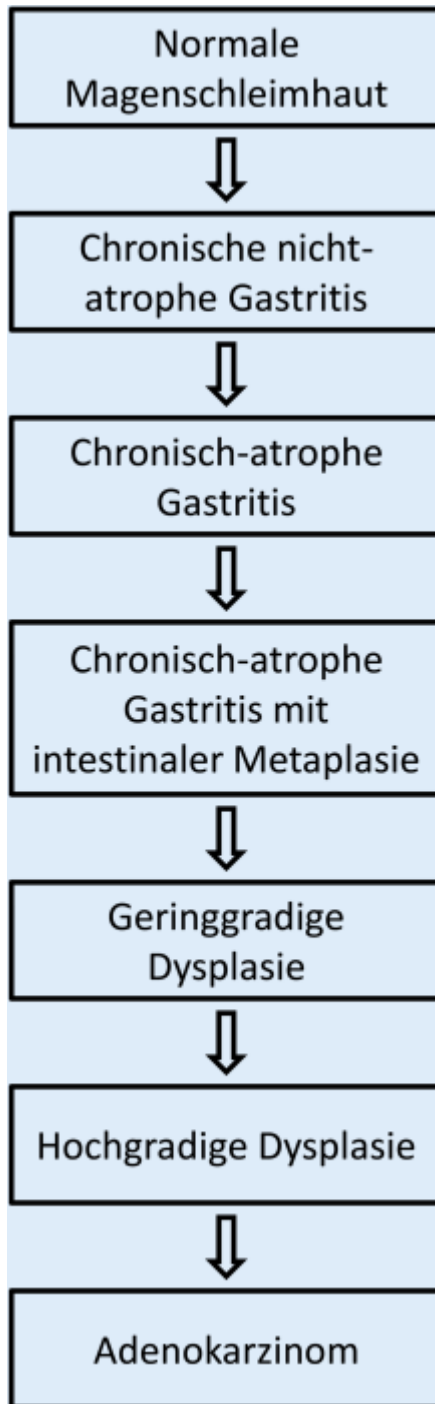 Normale
Magenschleimhaut
Chronische nicht-
atrophe Gastritis
Chronisch-atrophe
Gastritis
Chronisch-atrophe
Gastritis mit
intestinaler Metaplasie
Geringgradige
Dysplasie
Hochgradige Dysplasie
Adenokarzinom